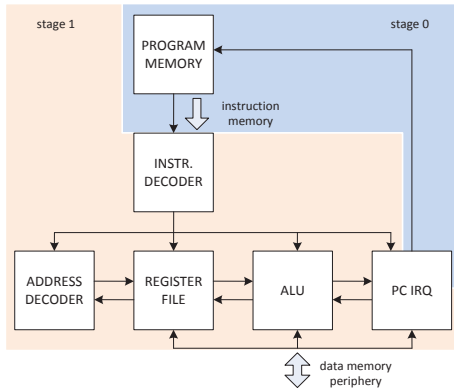 stage 1
stage 0
PROGRAM
MEMORY
instruction
memory
INSTR.
DECODER
ADDRESS
DECODER
REGISTER
FILE
ALU
PC IRQ
data memory
periphery